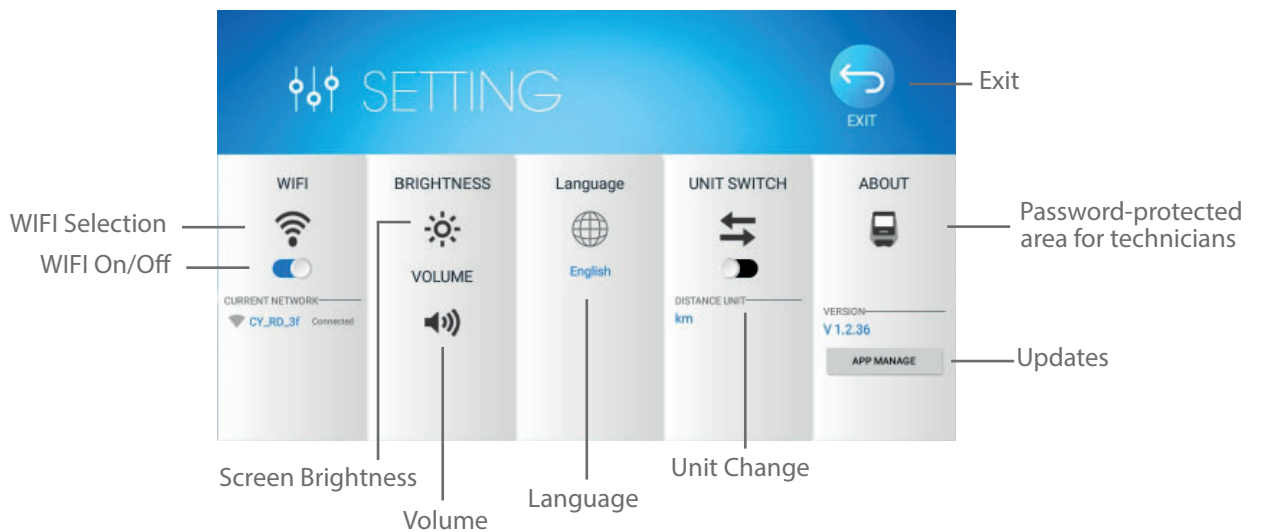 SETTING
EXIT
Exit
WIFI
BRIGHTNESS
Language
UNIT SWITCH
ABOUT
WIFI Selection
WIFI On/Off
Password-protected
area for technicians
VOLUME
English
CURRENT NETWORK
CY_RD_3f Connected
DISTANCE UNIT
km
VERSION
V 1.2.36
APP MANAGE
Updates
Screen Brightness
Volume
Language
Unit Change